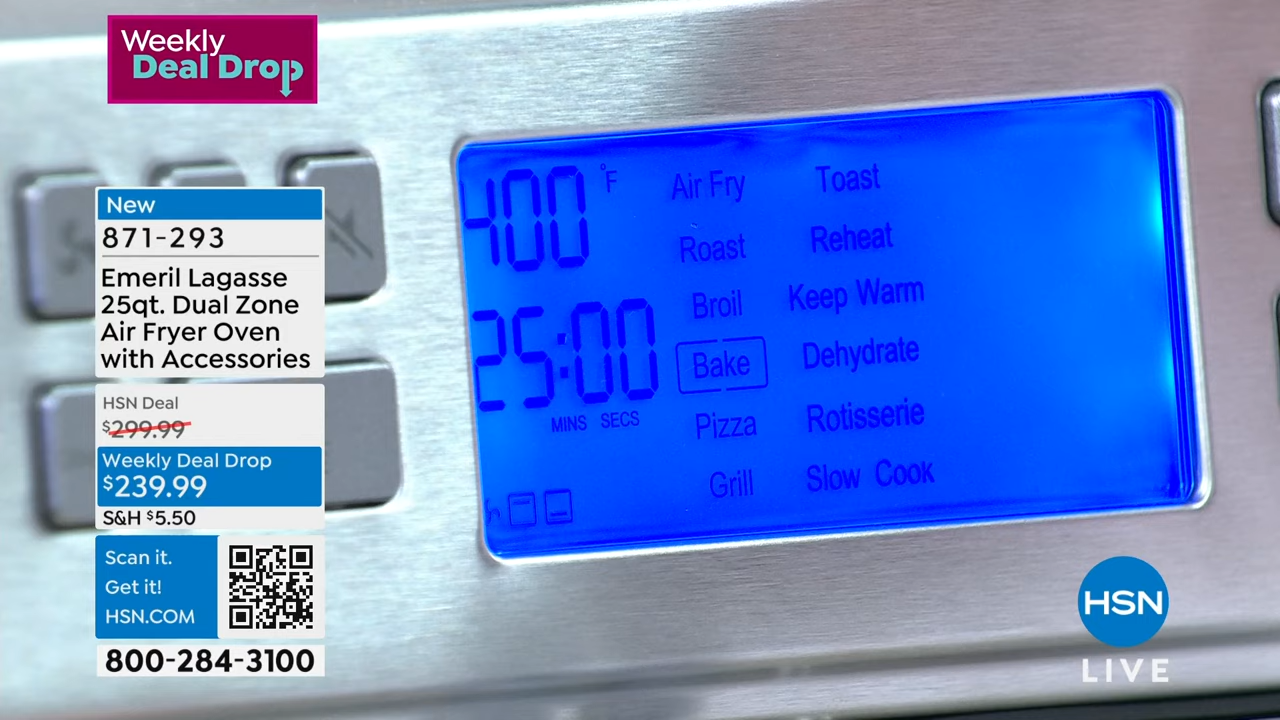 Weekly
Deal Drop
New
871-293
Emeril Lagasse
25qt. Dual Zone
Air Fryer Oven
with Accessories
HSN Deal
$299.99
Weekly Deal Drop
$239.99
S&H $5.50
Scan it.
Get it!
HSN.COM
800-284-3100
400°F
25:00
MINS SECS
Air Fry
Roast
Broil
Bake
Pizza
Grill
Toast
Reheat
Keep Warm
Dehydrate
Rotisserie
Slow Cook
HSN
LIVE